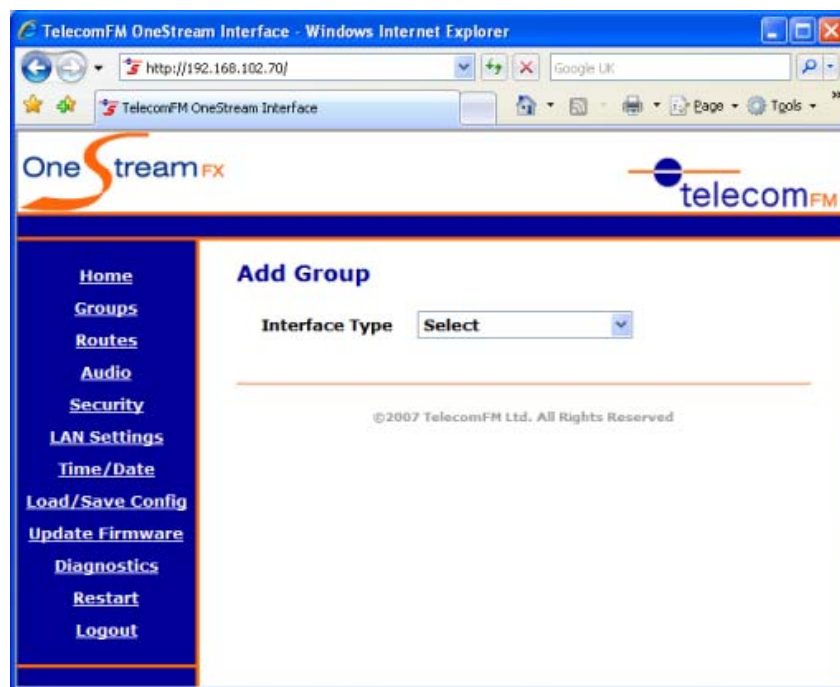 TelecomFM OneStream Interface - Windows Internet Explorer
http://192.168.102.70/
Google UK
TelecomFM OneStream Interface
Page
Tools
OneStream FX
telecomFM
Home
Groups
Routes
Audio
Security
LAN Settings
Time/Date
Load/Save Config
Update Firmware
Diagnostics
Restart
Logout
Add Group
Interface Type Select
©2007 TelecomFM Ltd. All Rights Reserved